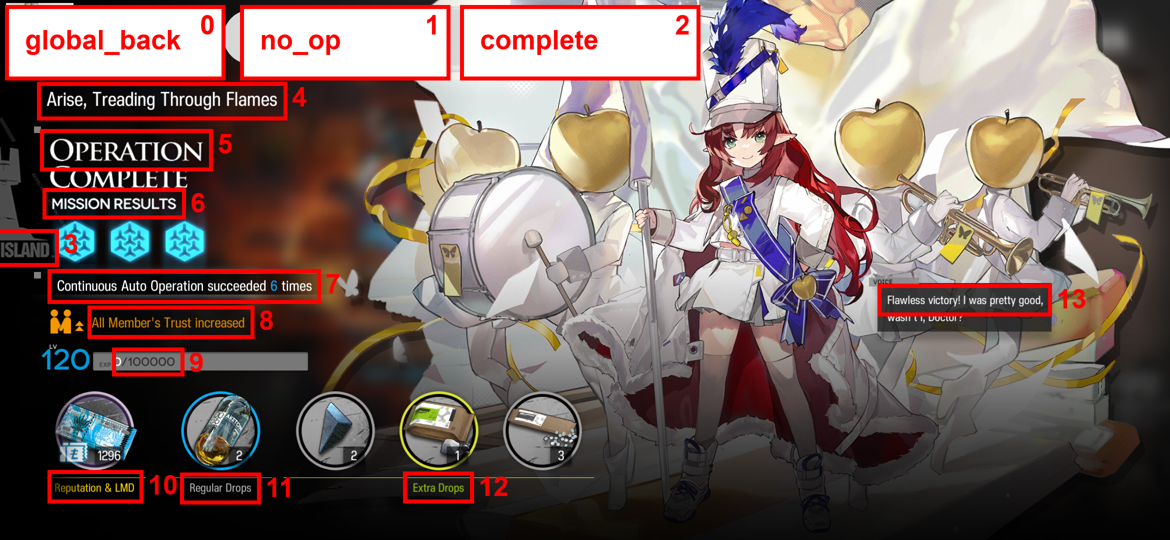 global_back 0
no_op 1
complete 2
Arise, Treading Through Flames 4
OPERATION 5
COMPLETE
MISSION RESULTS 6
ISLAND 3
Continuous Auto Operation succeeded 6 times 7
All Member's Trust increased 8
LV
120
EXP 0/100000 9
1296
2
2
1
3
Reputation & LMD 10
Regular Drops 11
Extra Drops 12
VOICE
Flawless victory! I was pretty good, 13
wasn't I, Doctor?